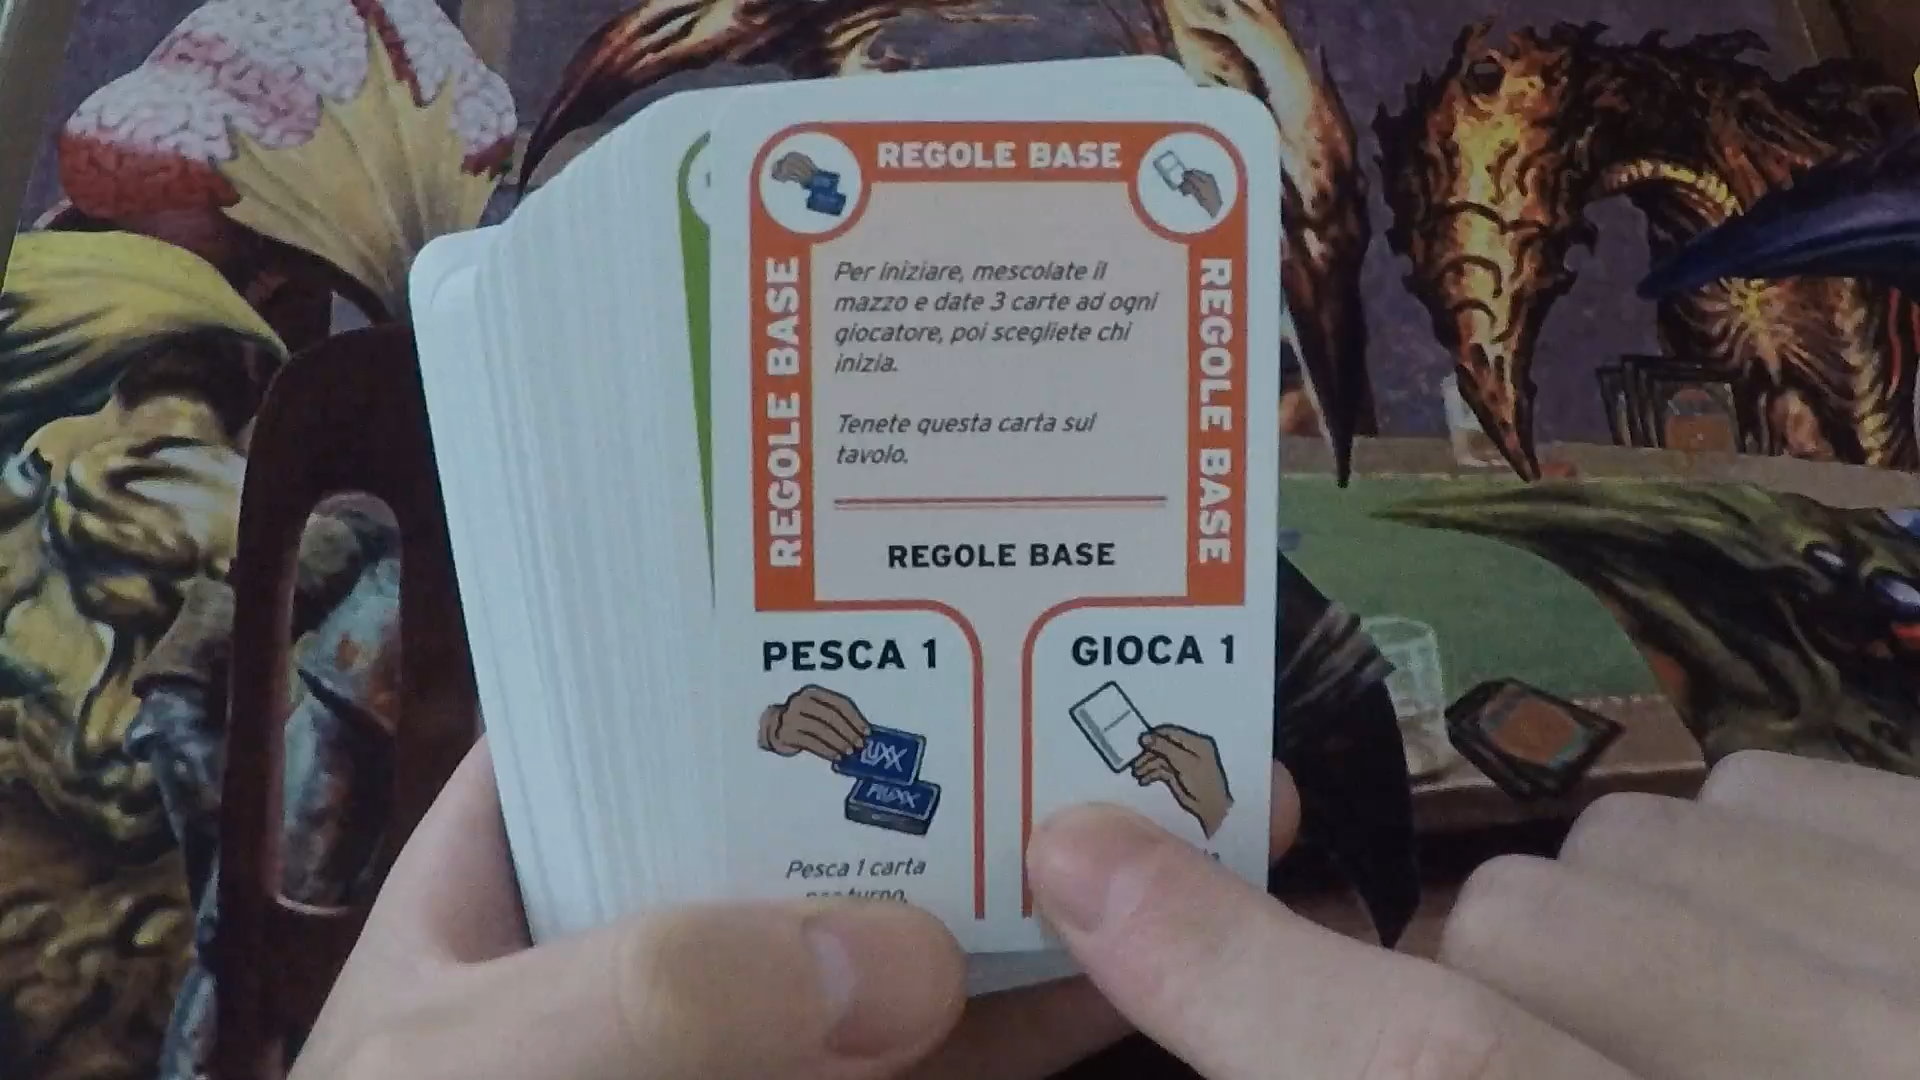 REGOLE BASE
REGOLE BASE
REGOLE BASE
Per iniziare, mescolate il
mazzo e date 3 carte ad ogni
giocatore, poi scegliete chi
inizia.
Tenete questa carta sul
tavolo.
REGOLE BASE
PESCA 1
GIOCA 1
FLUXX
Pesca 1 carta